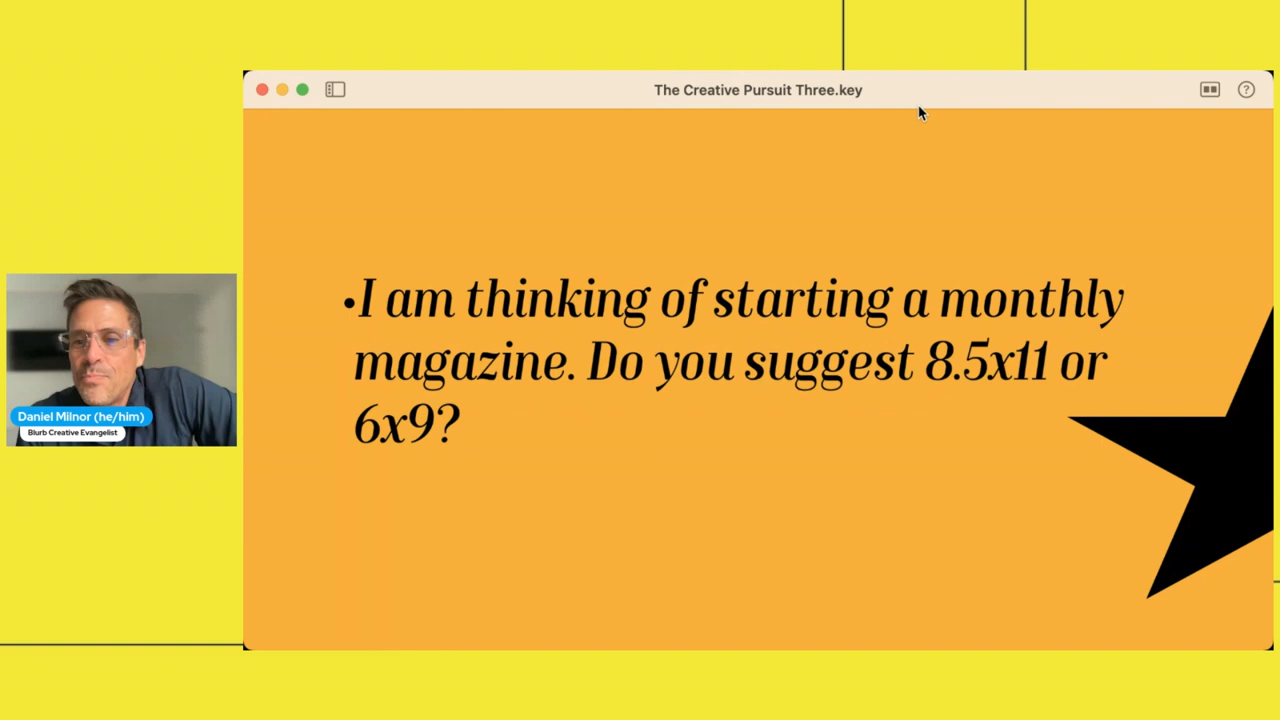 The Creative Pursuit Three.key
•I am thinking of starting a monthly
magazine. Do you suggest 8.5x11 or
6x9?
Daniel Milnor (he/him)
Blurb Creative Evangelist